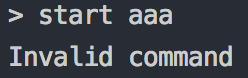 > start aaa
Invalid command